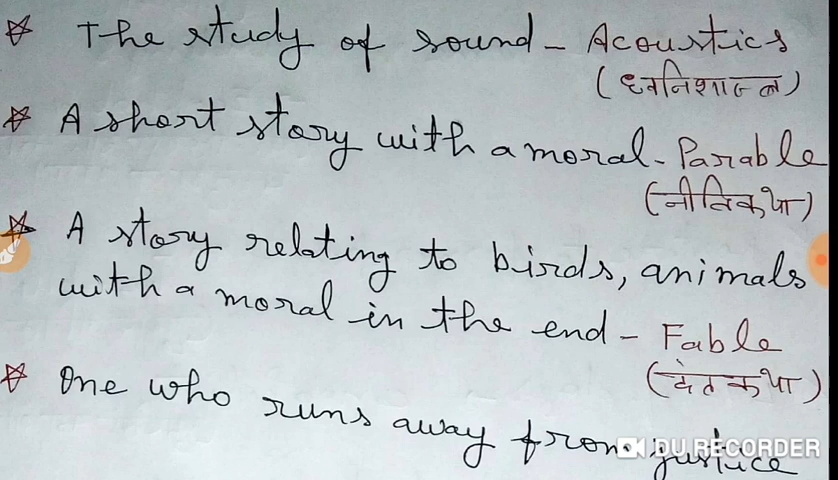 The study of sound - Acoustics
(ध्वनिशास्त्र)
A short story with a moral - Parable
(नीतिकथा)
A story relating to birds, animals
with a moral in the end - Fable
(दंतकथा)
One who runs away from justice
DU RECORDER